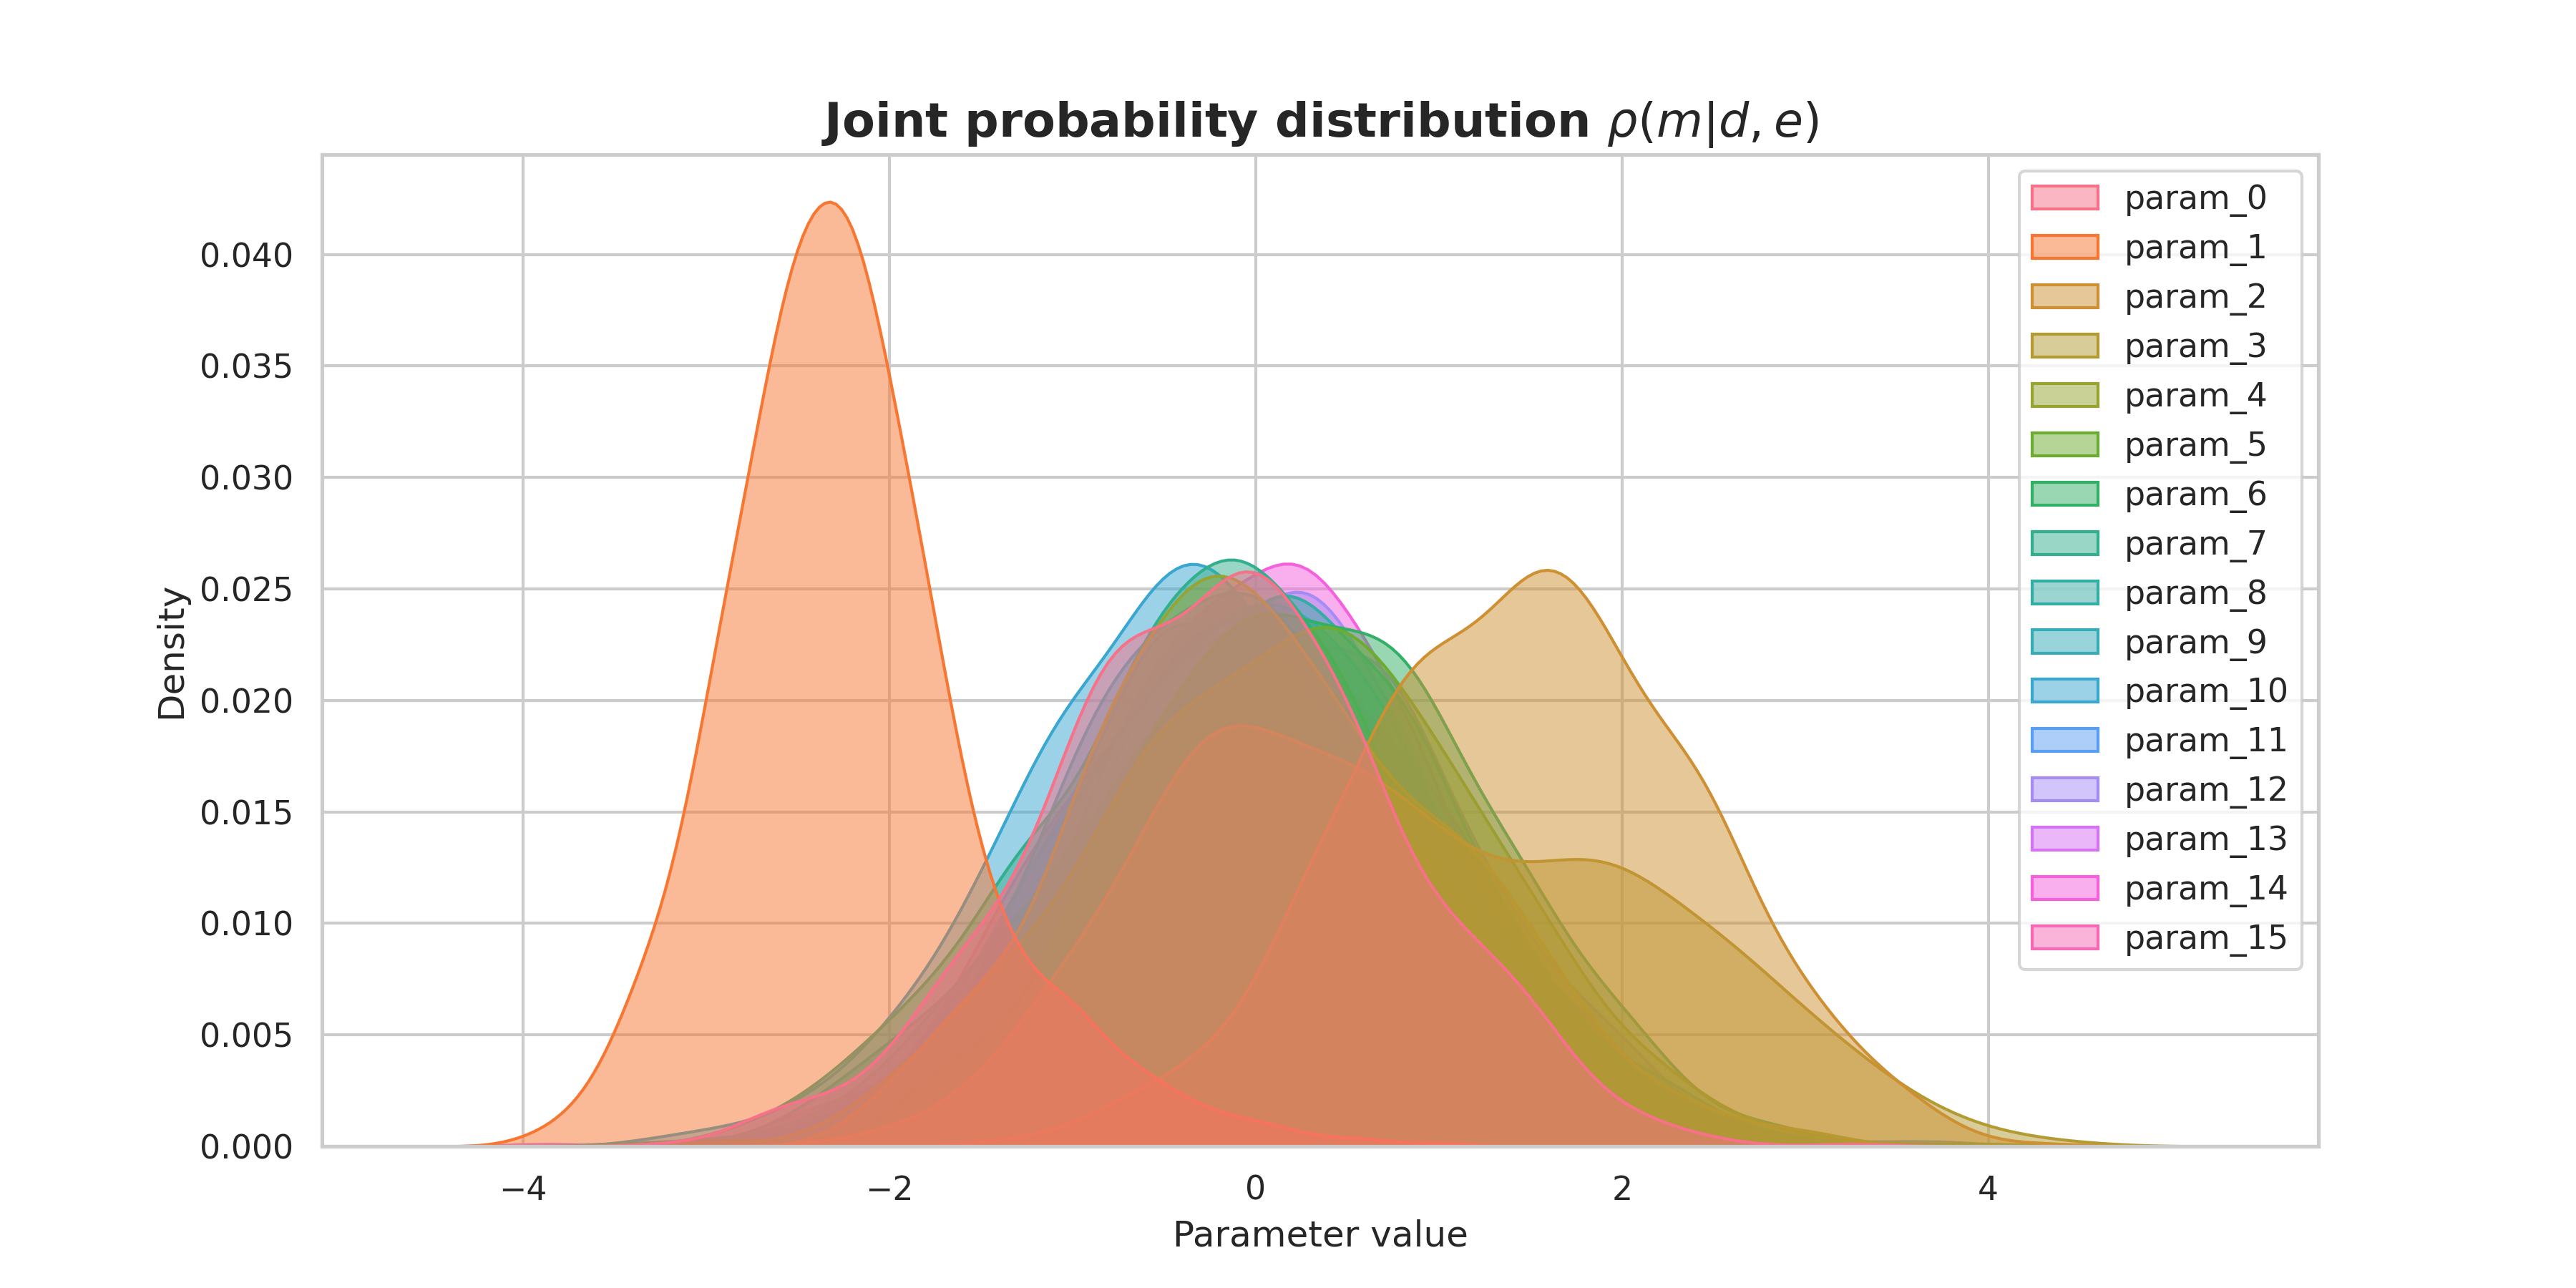 Joint probability distribution ρ(m|d, e)
0.040
0.035
0.030
0.025
0.020
0.015
0.010
0.005
0.000
Density
−4
−2
0
2
4
Parameter value
param_0
param_1
param_2
param_3
param_4
param_5
param_6
param_7
param_8
param_9
param_10
param_11
param_12
param_13
param_14
param_15